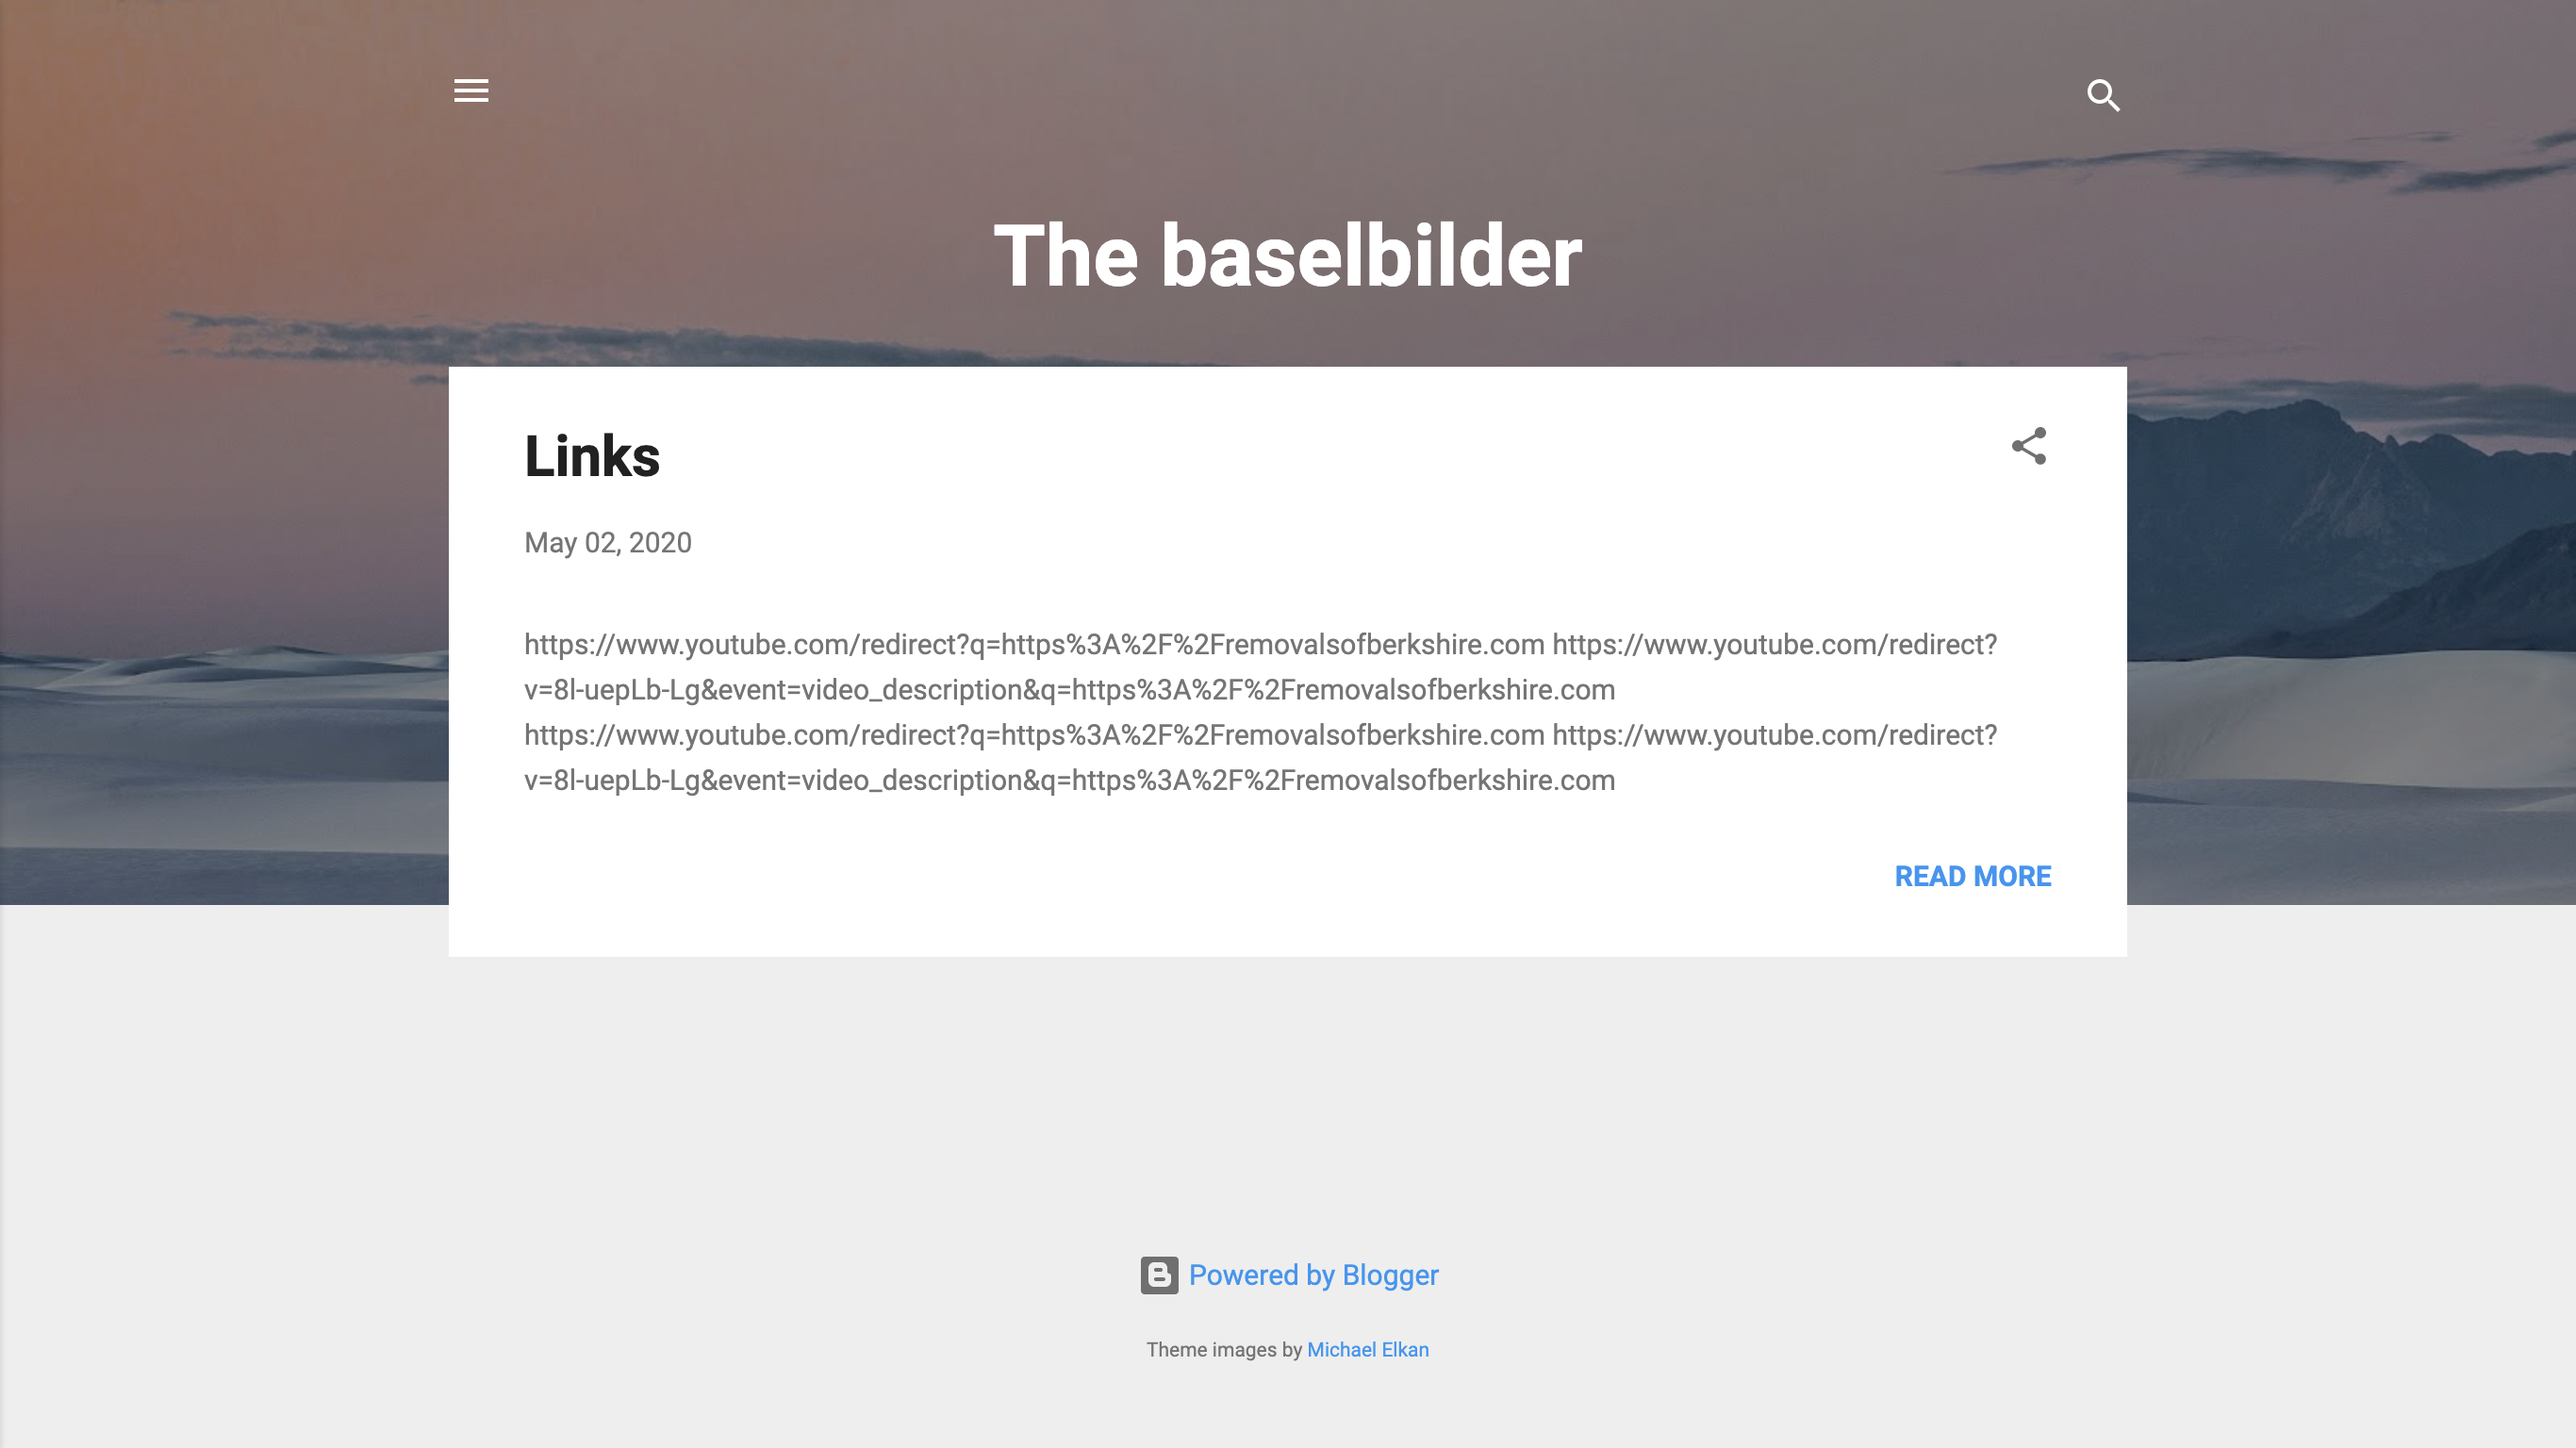 The baselbilder
Links
May 02, 2020
https://www.youtube.com/redirect?q=https%3A%2F%2Fremovalsofberkshire.com https://www.youtube.com/redirect?
v=8l-uepLb-Lg&event=video_description&q=https%3A%2F%2Fremovalsofberkshire.com
https://www.youtube.com/redirect?q=https%3A%2F%2Fremovalsofberkshire.com https://www.youtube.com/redirect?
v=8l-uepLb-Lg&event=video_description&q=https%3A%2F%2Fremovalsofberkshire.com
READ MORE
Powered by Blogger
Theme images by Michael Elkan